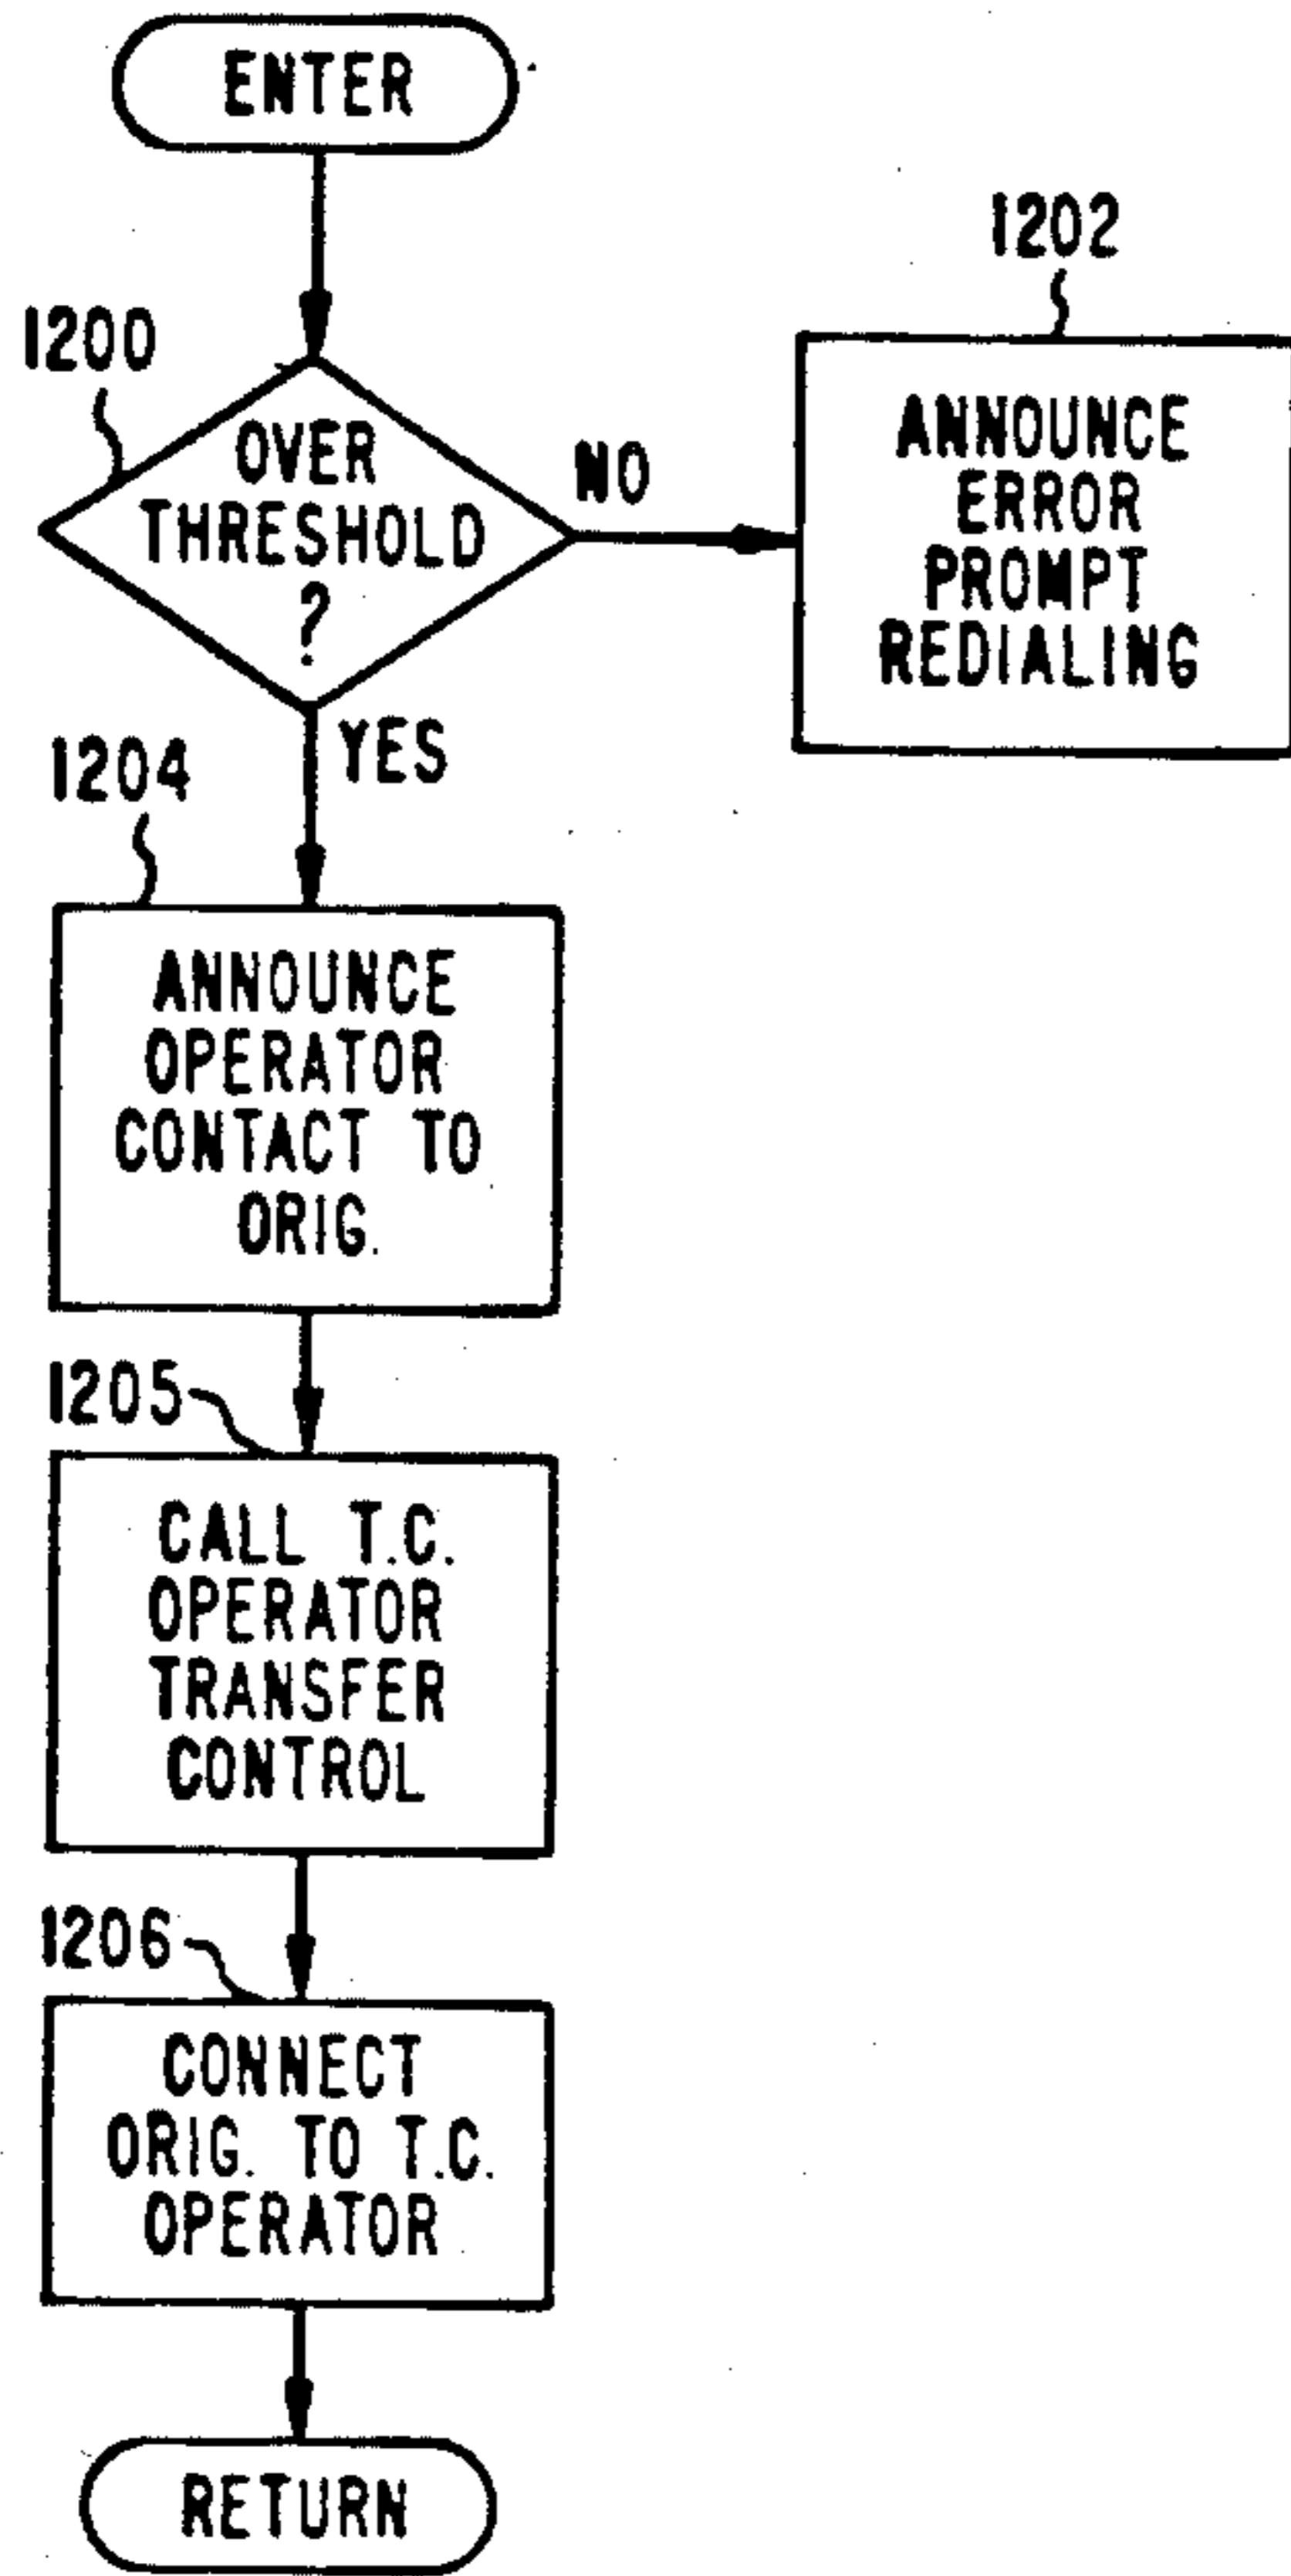 ENTER
1200
OVER
THRESHOLD
?
NO
1202
ANNOUNCE
ERROR
PROMPT
REDIALING
YES
1204
ANNOUNCE
OPERATOR
CONTACT TO
ORIG.
1205
CALL T.C.
OPERATOR
TRANSFER
CONTROL
1206
CONNECT
ORIG. TO T.C.
OPERATOR
RETURN